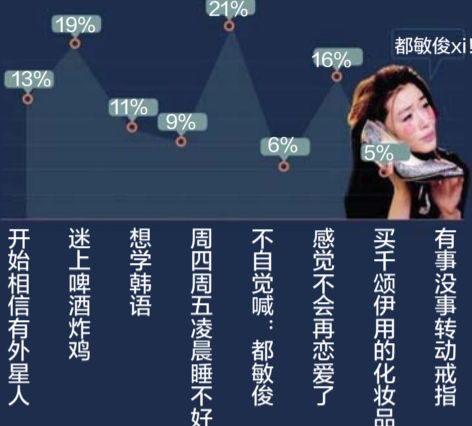 13%
19%
11%
9%
21%
6%
16%
5%
都敏俊xi!
开始相信有外星人
迷上啤酒炸鸡
想学韩语
周四周五凌晨睡不好
不自觉喊：都敏俊
感觉不会再恋爱了
买千颂伊用的化妆品
有事没事转动戒指